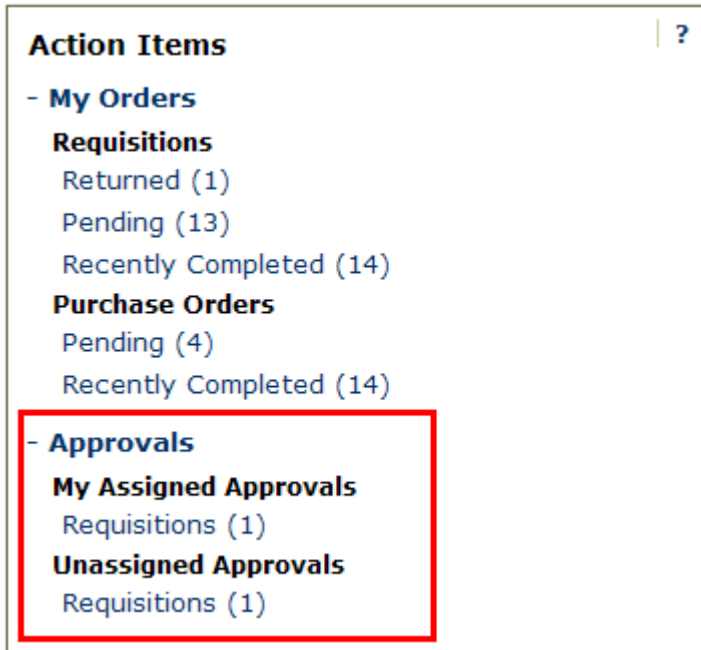 Action Items
?
- My Orders
Requisitions
Returned (1)
Pending (13)
Recently Completed (14)
Purchase Orders
Pending (4)
Recently Completed (14)
- Approvals
My Assigned Approvals
Requisitions (1)
Unassigned Approvals
Requisitions (1)